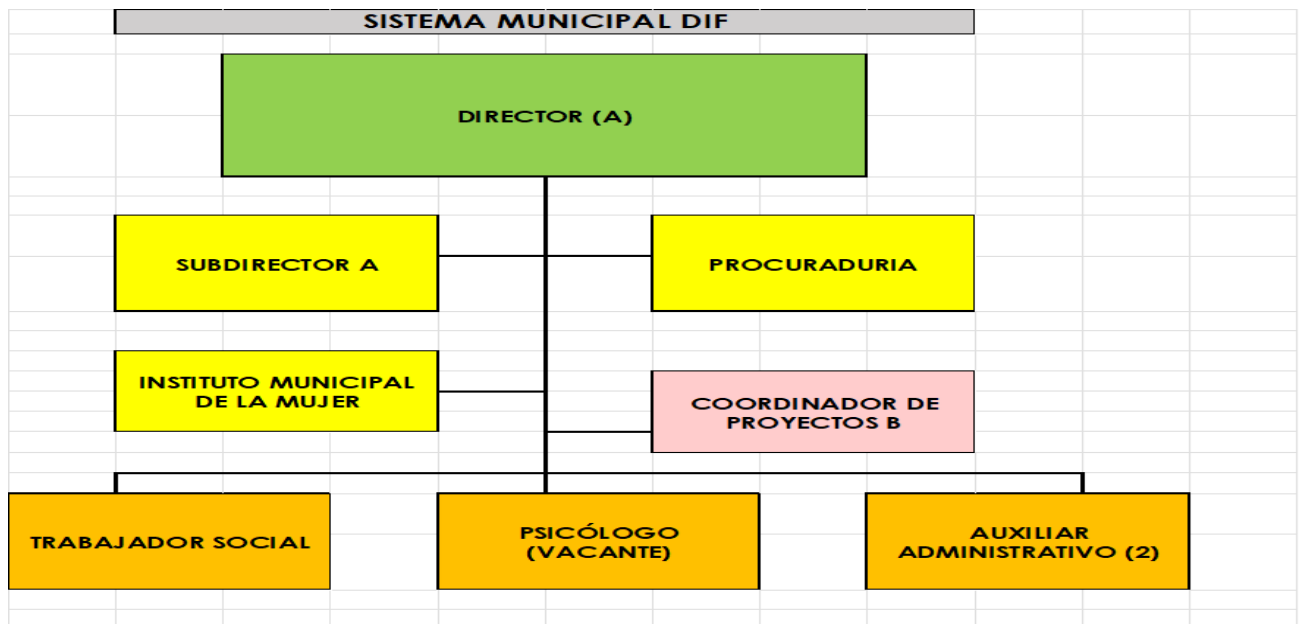 SISTEMA MUNICIPAL DIF
DIRECTOR (A)
SUBDIRECTOR A
PROCURADURIA
INSTITUTO MUNICIPAL
DE LA MUJER
COORDINADOR DE
PROYECTOS B
TRABAJADOR SOCIAL
PSICÓLOGO
(VACANTE)
AUXILIAR
ADMINISTRATIVO (2)